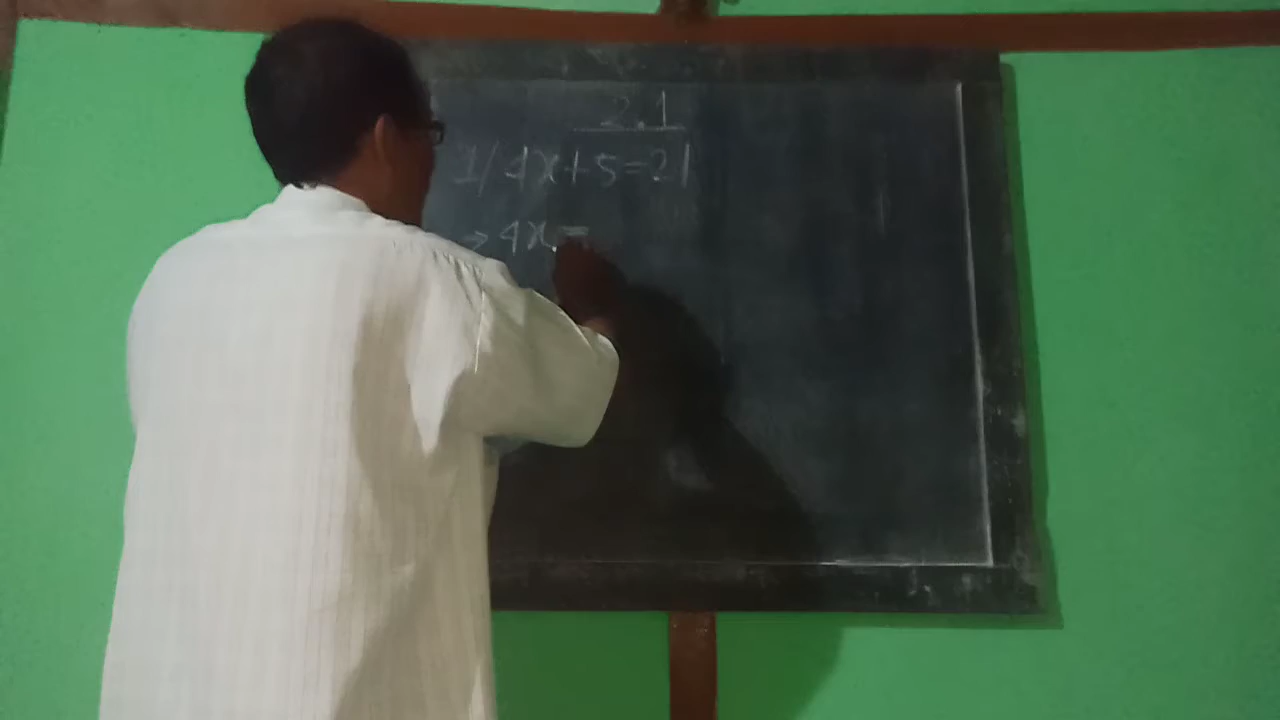 2.1
1/ 4x+5=21
→ 4x=